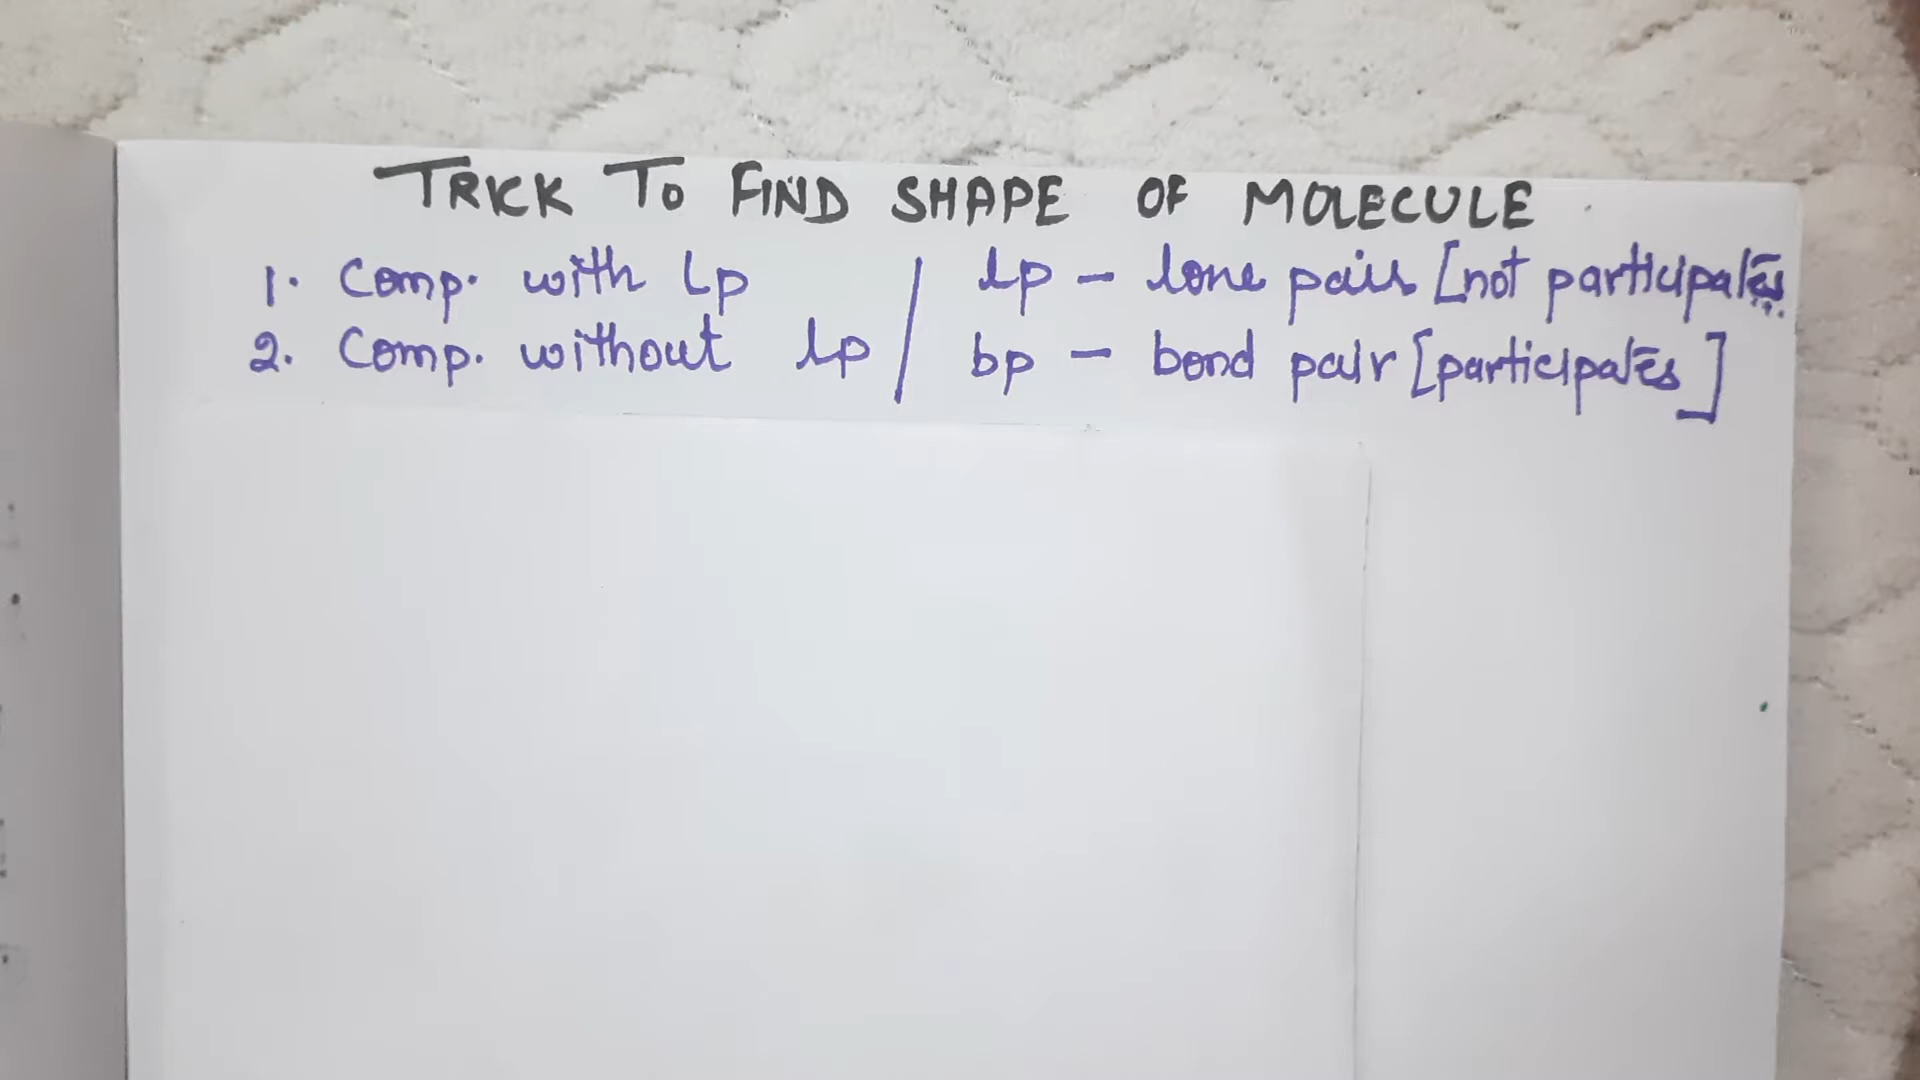 TRICK TO FIND SHAPE OF MOLECULE
1. Comp. with lp / lp - lone pair [not participates
2. Comp. without lp / bp - bond pair [participates]